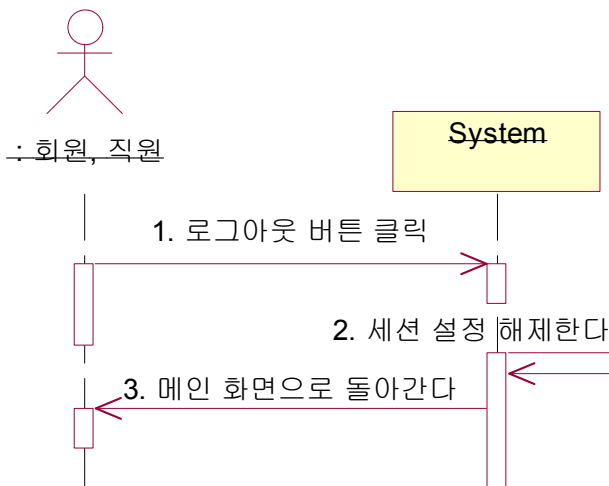 : 회원, 직원
System
1. 로그아웃 버튼 클릭
2. 세션 설정 해제한다
3. 메인 화면으로 돌아간다